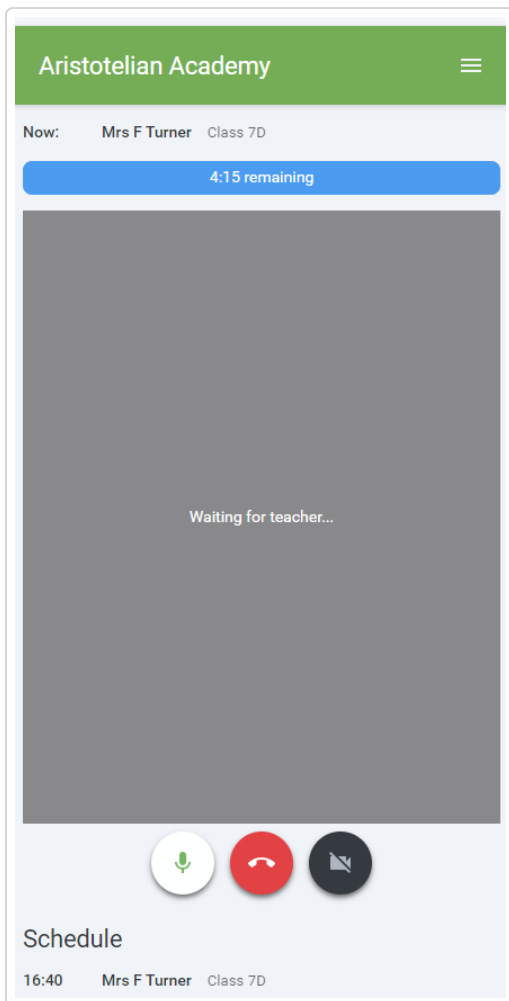 Aristotelian Academy
Now: Mrs F Turner Class 7D
4:15 remaining
Waiting for teacher...
Schedule
16:40 Mrs F Turner Class 7D